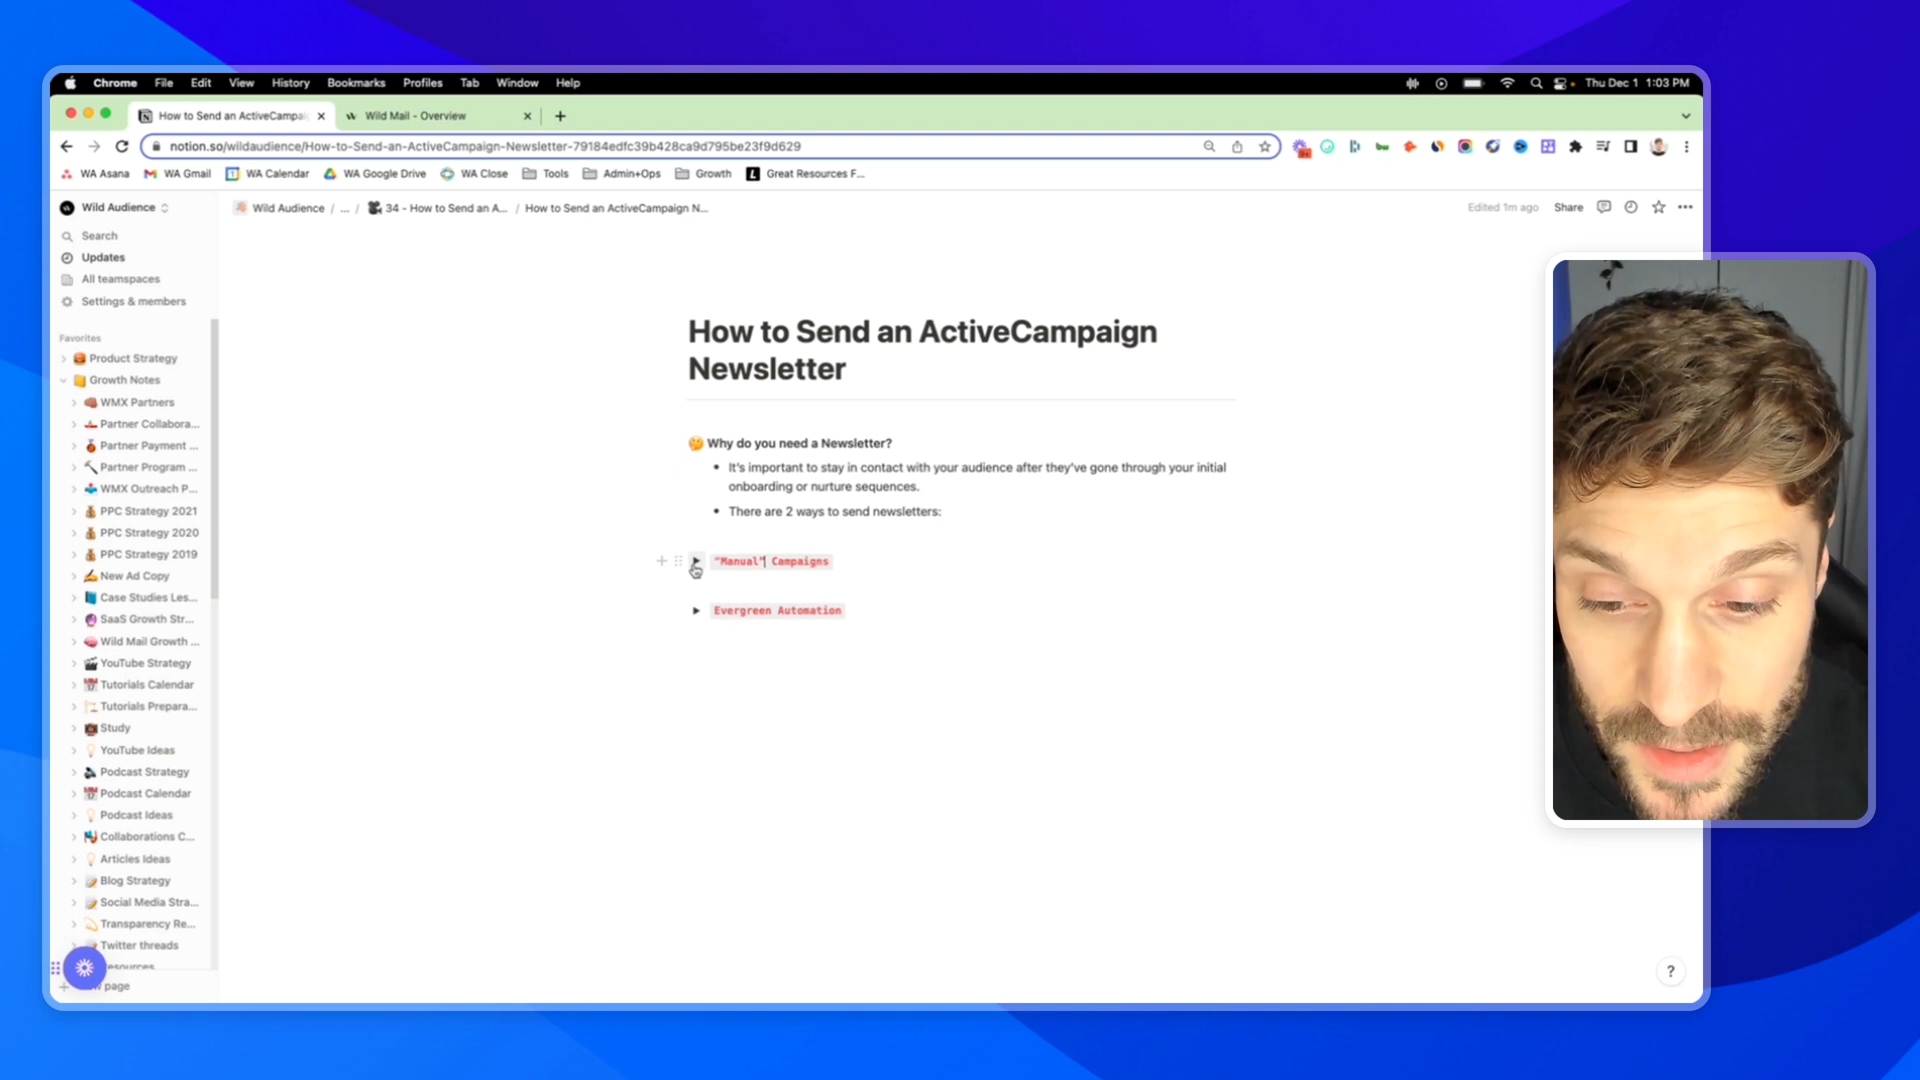 Chrome File Edit View History Bookmarks Profiles Tab Window Help
Thu Dec 1 1:03 PM
How to Send an ActiveCampai
Wild Mail - Overview
notion.so/wildaudience/How-to-Send-an-ActiveCampaign-Newsletter-79184edfc39b428ca9d795be23f9d629
WA Asana WA Gmail WA Calendar WA Google Drive WA Close Tools Admin+Ops Growth Great Resources F...
Wild Audience
Wild Audience / ... / 34 - How to Send an A... / How to Send an ActiveCampaign N...
Edited 1m ago Share
Search
Updates
All teamspaces
Settings & members
Favorites
Product Strategy
Growth Notes
WMX Partners
Partner Collabora...
Partner Payment ...
Partner Program ...
WMX Outreach P...
PPC Strategy 2021
PPC Strategy 2020
PPC Strategy 2019
New Ad Copy
Case Studies Les...
SaaS Growth Str...
Wild Mail Growth ...
YouTube Strategy
Tutorials Calendar
Tutorials Prepara...
Study
YouTube Ideas
Podcast Strategy
Podcast Calendar
Podcast Ideas
Collaborations C...
Articles Ideas
Blog Strategy
Social Media Stra...
Transparency Re...
Twitter threads
page
How to Send an ActiveCampaign
Newsletter
Why do you need a Newsletter?
• It's important to stay in contact with your audience after they've gone through your initial
onboarding or nurture sequences.
• There are 2 ways to send newsletters:
"Manual" Campaigns
Evergreen Automation
?